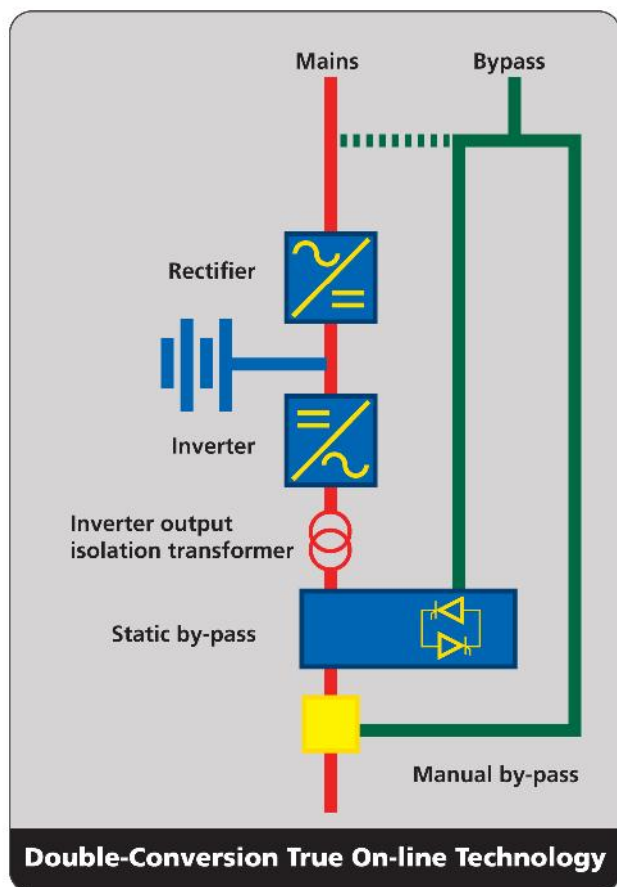 Mains
Bypass
Rectifier
Inverter
Inverter output
isolation transformer
Static by-pass
Manual by-pass
Double-Conversion True On-line Technology